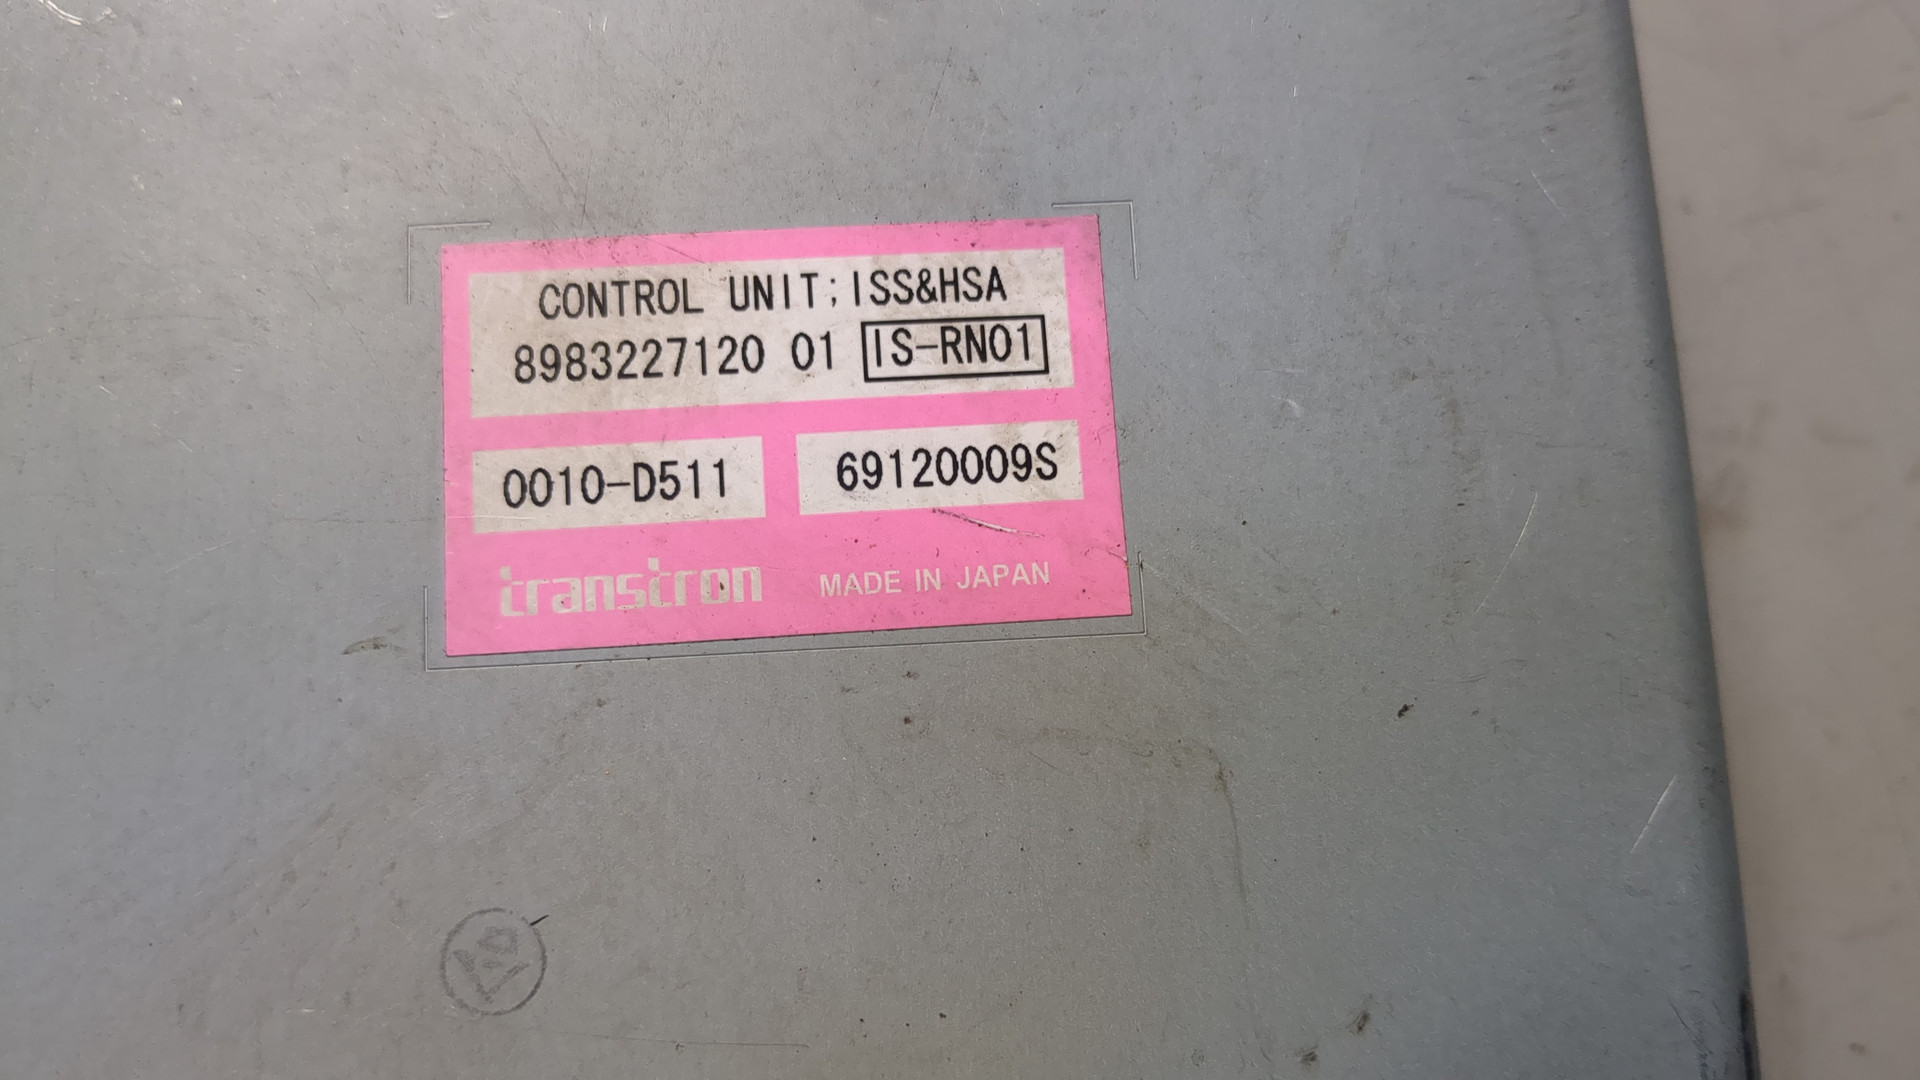 CONTROL UNIT;ISS&HSA
8983227120 01 IS-RN01
0010-D511 69120009S
transtron MADE IN JAPAN